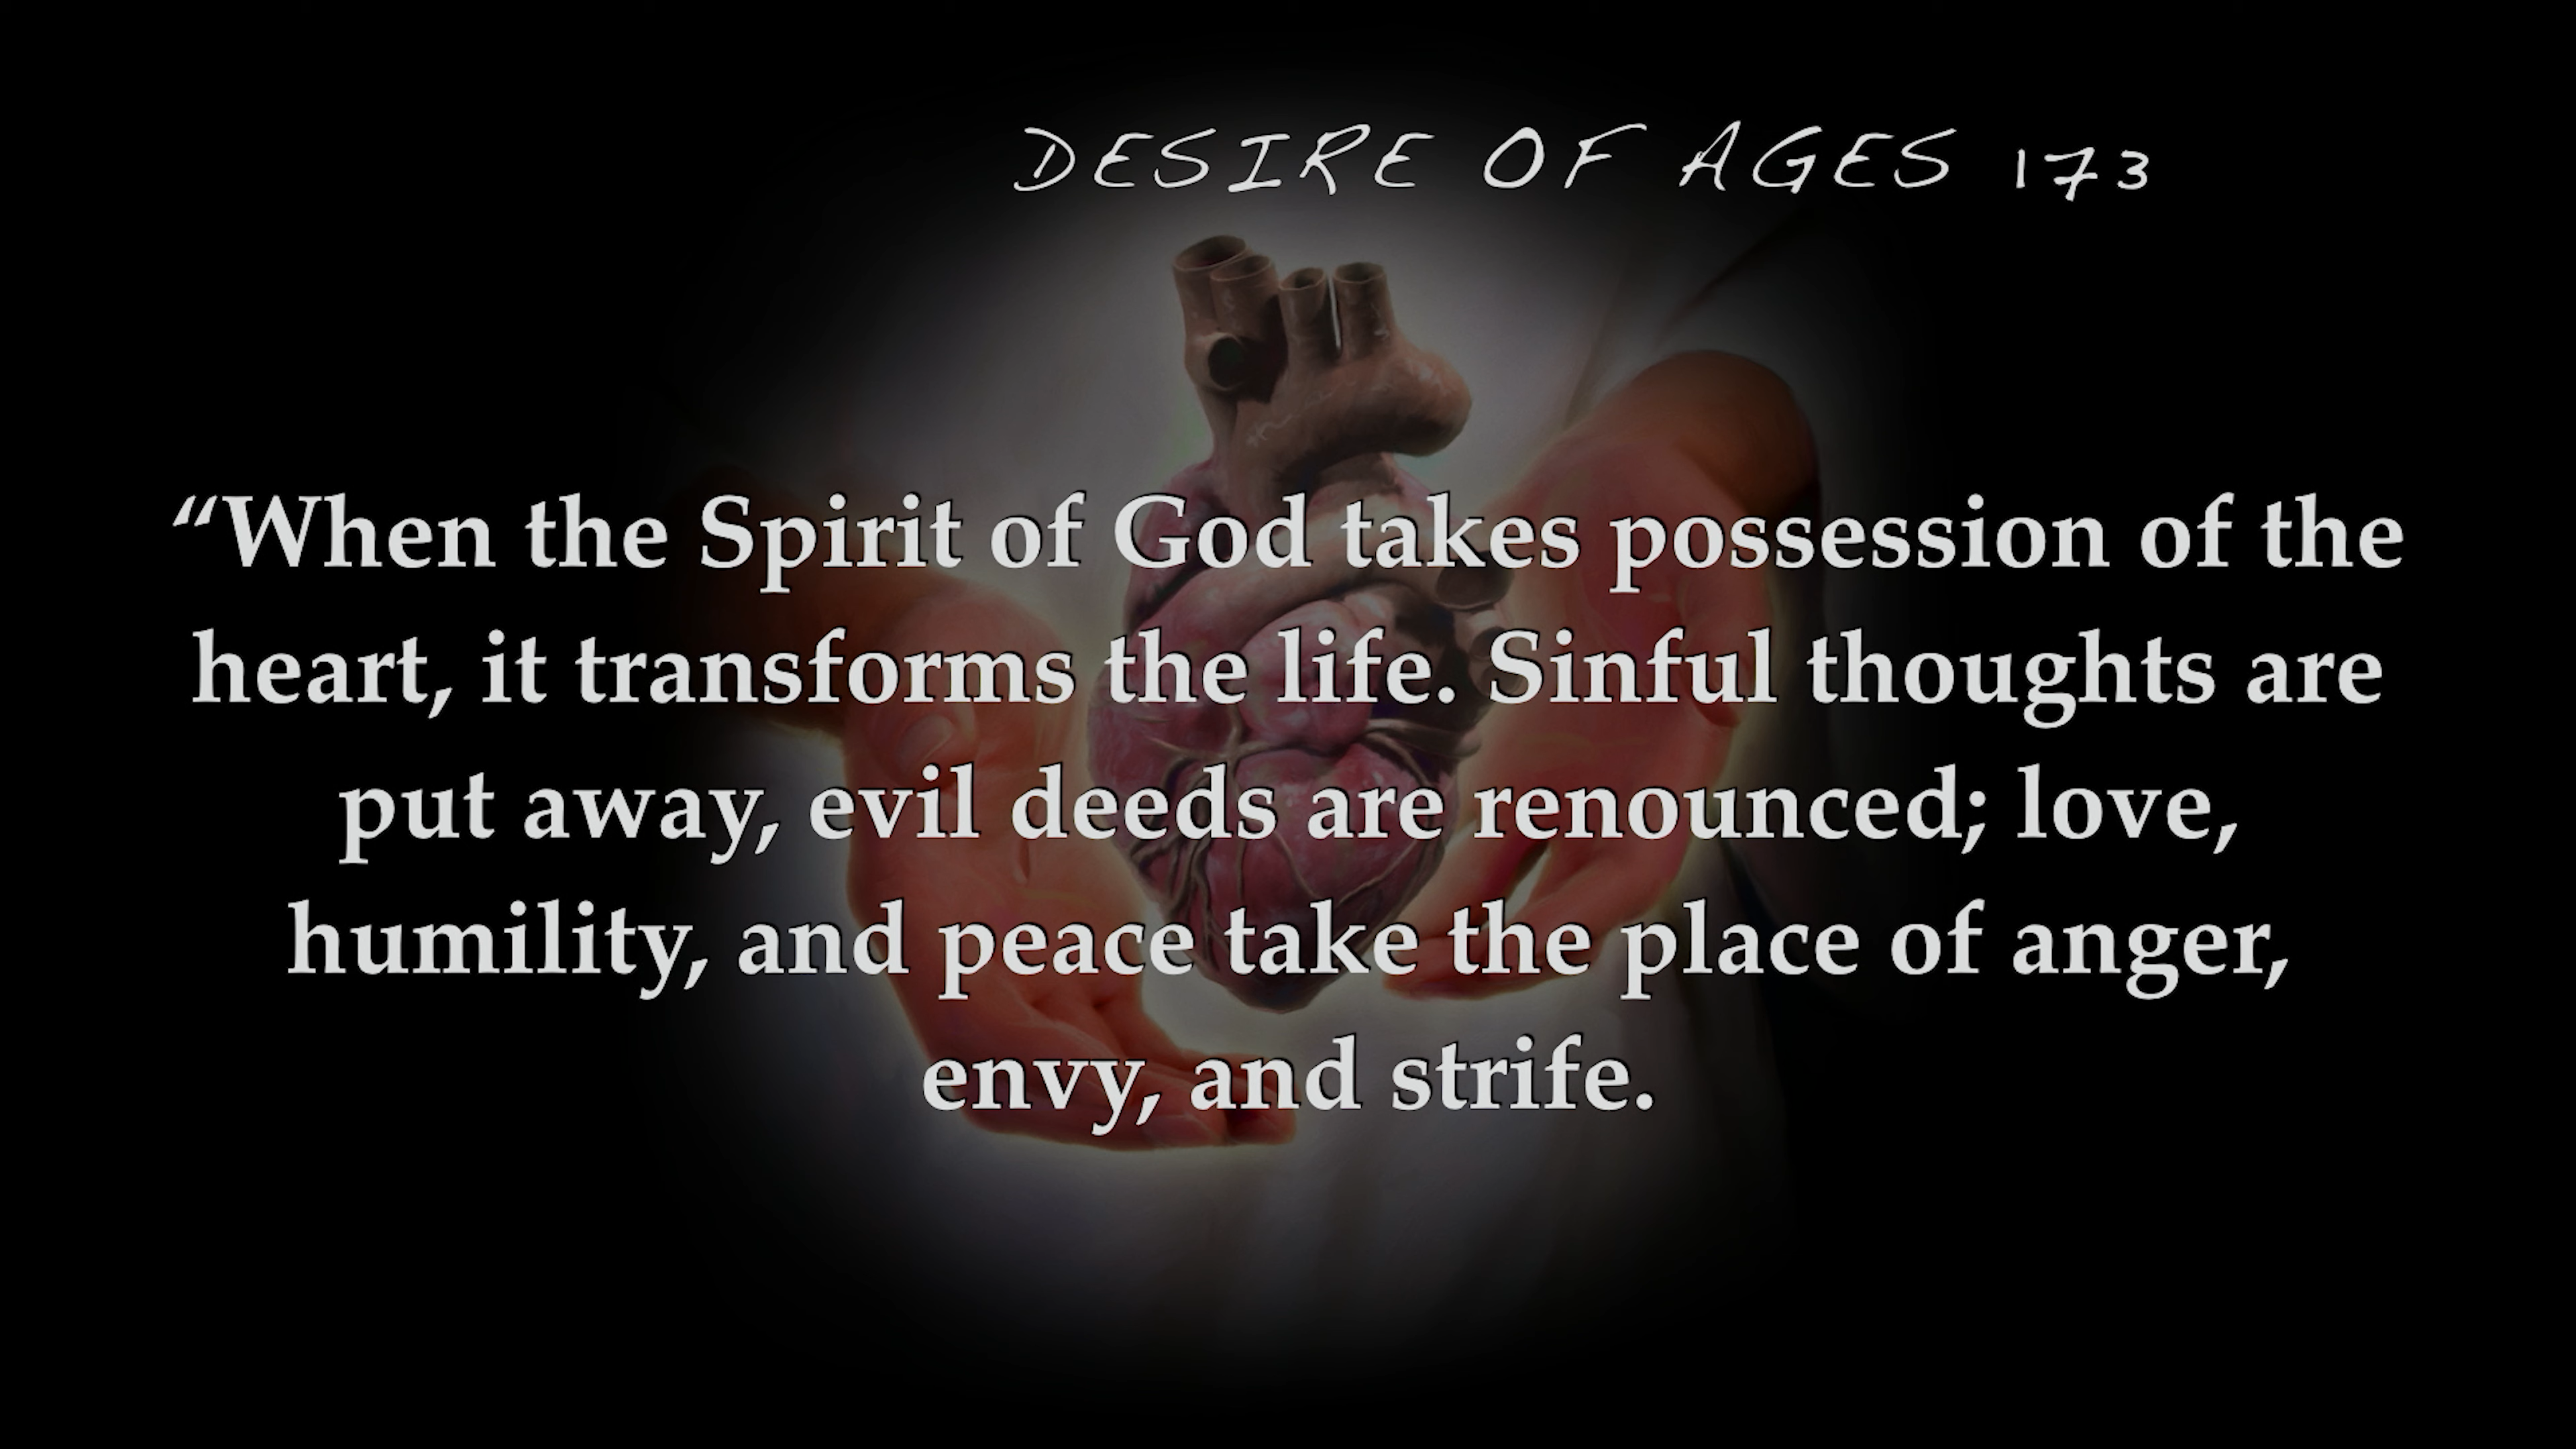 DESIRE OF AGES 173
“When the Spirit of God takes possession of the
heart, it transforms the life. Sinful thoughts are
put away, evil deeds are renounced; love,
humility, and peace take the place of anger,
envy, and strife.